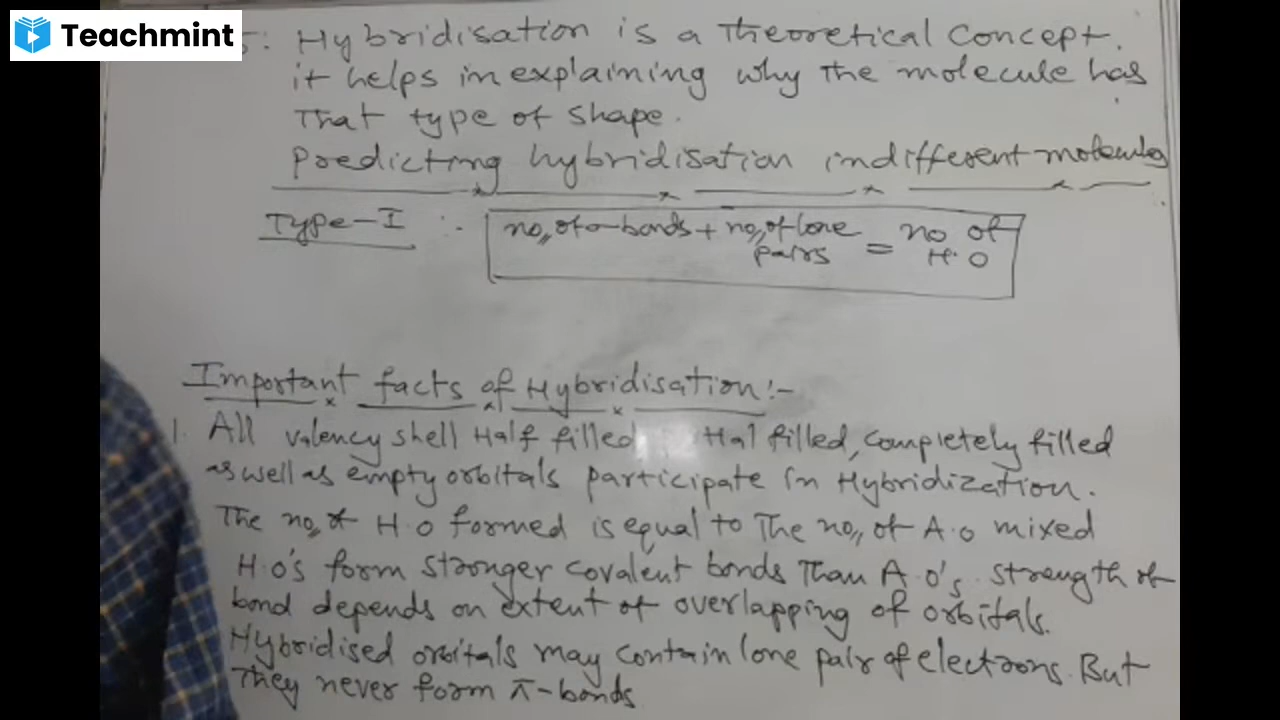 Teachmint
5: Hybridisation is a Theoretical Concept.
it helps in explaining why The molecule has
That type of shape.
Predicting hybridisation in different molecules
Type-I : no,, of σ-bonds + no,, of lone pairs = no of H.O
Important facts of Hybridisation:-
1. All valency shell Half filled Hal filled, Completely filled
as well as empty orbitals participate in Hybridization.
The no,, of H.O formed is equal to The no,, of A.O mixed
H.O's form stronger covalent bonds Than A.O's. strength of
bond depends on extent of overlapping of orbitals.
Hybridised orbitals may contain lone pair of electrons. But
They never form π-bonds.